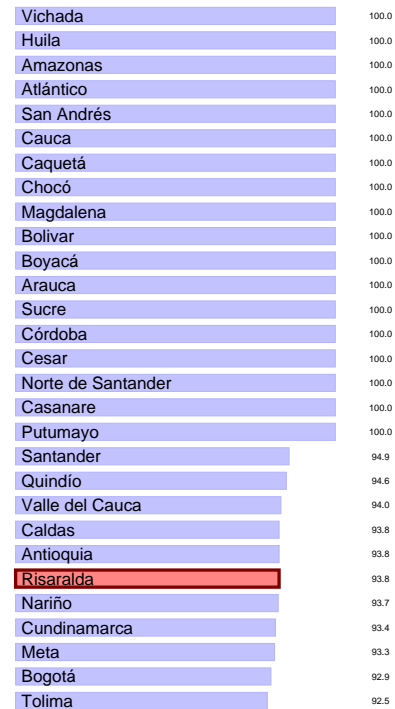 Vichada 100.0
Huila 100.0
Amazonas 100.0
Atlántico 100.0
San Andrés 100.0
Cauca 100.0
Caquetá 100.0
Chocó 100.0
Magdalena 100.0
Bolivar 100.0
Boyacá 100.0
Arauca 100.0
Sucre 100.0
Córdoba 100.0
Cesar 100.0
Norte de Santander 100.0
Casanare 100.0
Putumayo 100.0
Santander 94.9
Quindío 94.6
Valle del Cauca 94.0
Caldas 93.8
Antioquia 93.8
Risaralda 93.8
Nariño 93.7
Cundinamarca 93.4
Meta 93.3
Bogotá 92.9
Tolima 92.5